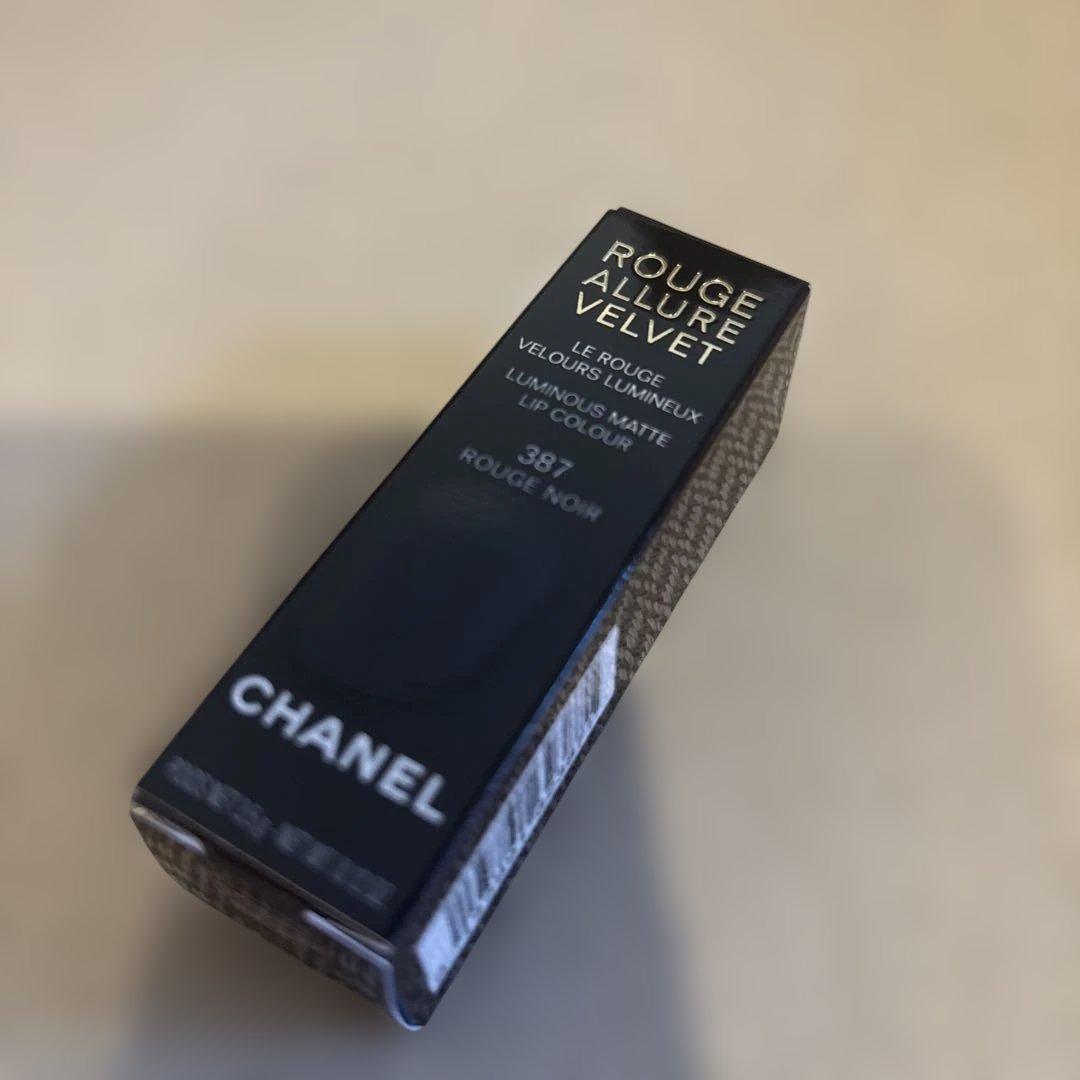 ROUGE
ALLURE
VELVET
LE ROUGE
VELOURS LUMINEUX
LUMINOUS MATTE
LIP COLOUR
387
ROUGE NOIR
CHANEL